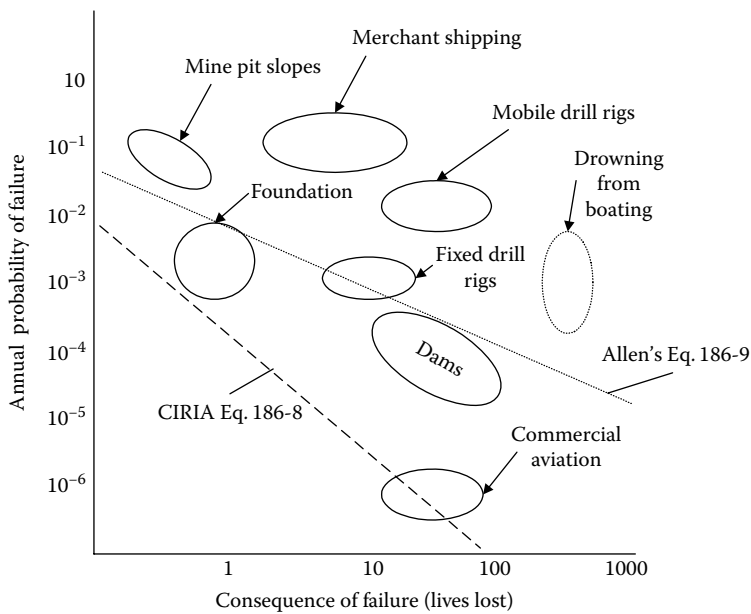 Merchant shipping
Mine pit slopes
Mobile drill rigs
Drowning
from
boating
Foundation
Fixed drill
rigs
Dams
Allen's Eq. 186-9
CIRIA Eq. 186-8
Commercial
aviation
Annual probability of failure
10
10⁻¹
10⁻²
10⁻³
10⁻⁴
10⁻⁵
10⁻⁶
1
10
100
1000
Consequence of failure (lives lost)